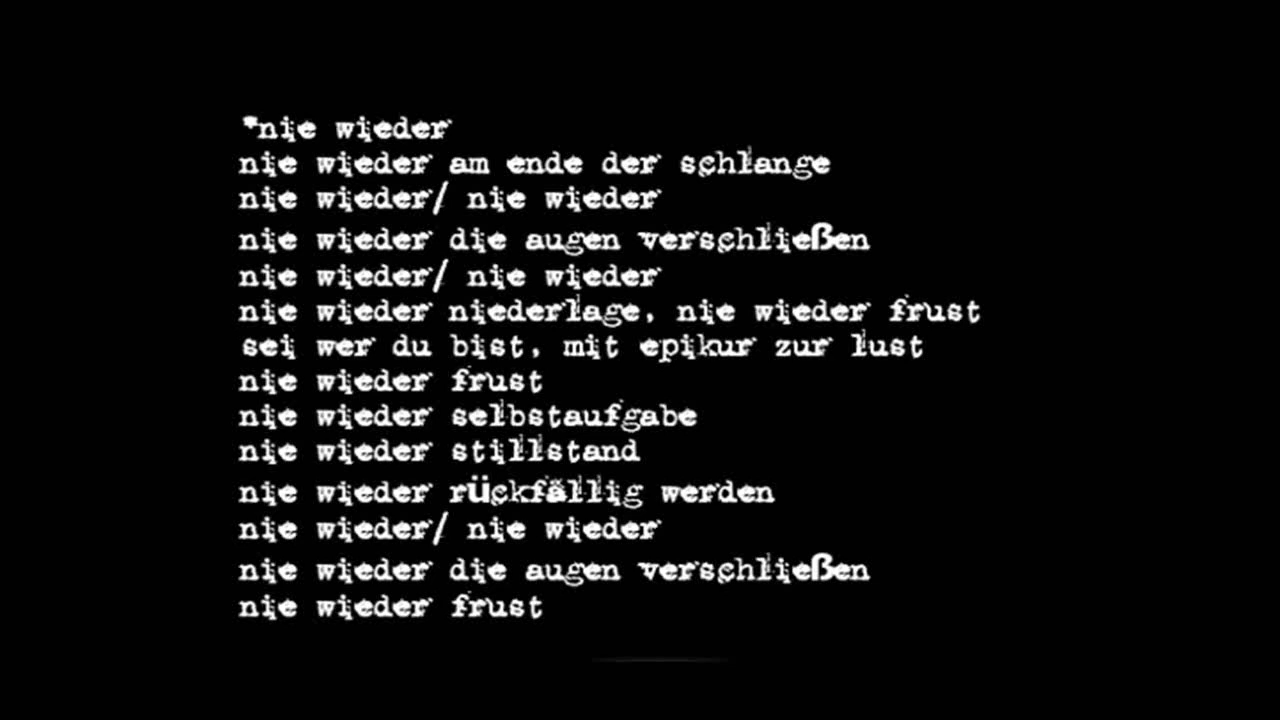 *nie wieder
nie wieder am ende der schlange
nie wieder/ nie wieder
nie wieder die augen verschließen
nie wieder/ nie wieder
nie wieder niederlage, nie wieder frust
sei wer du bist, mit epikur zur lust
nie wieder frust
nie wieder selbstaufgabe
nie wieder stillstand
nie wieder rückfällig werden
nie wieder/ nie wieder
nie wieder die augen verschließen
nie wieder frust